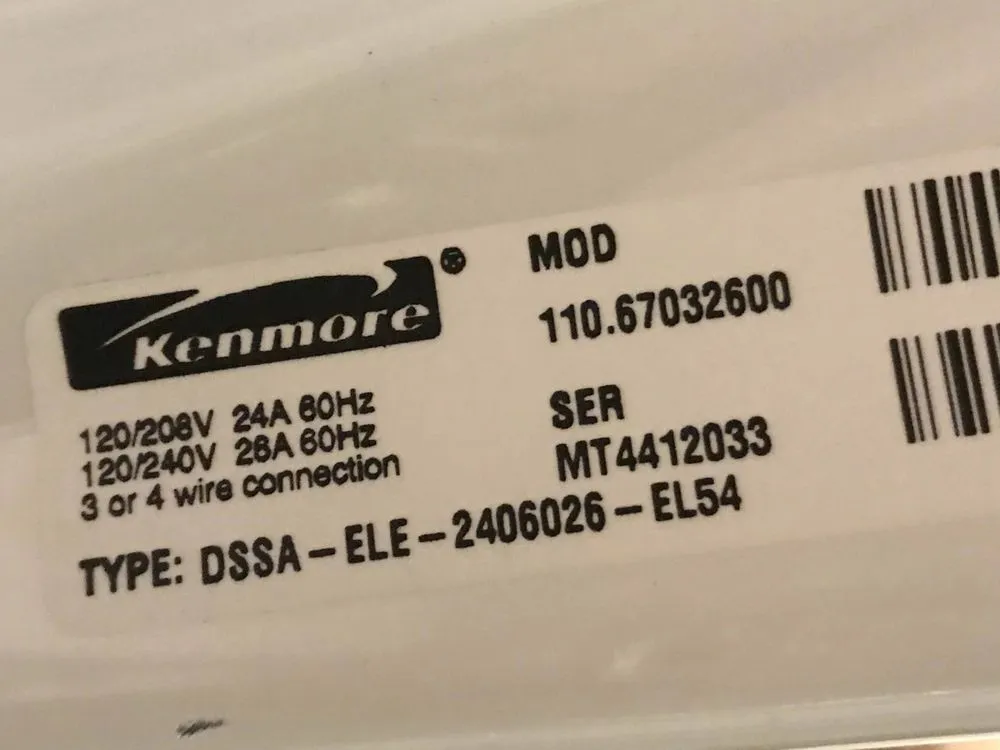 Kenmore®
120/208V 24A 60Hz
120/240V 26A 60Hz
3 or 4 wire connection
MOD
110.67032600
SER
MT4412033
TYPE: DSSA-ELE-2406026-EL54